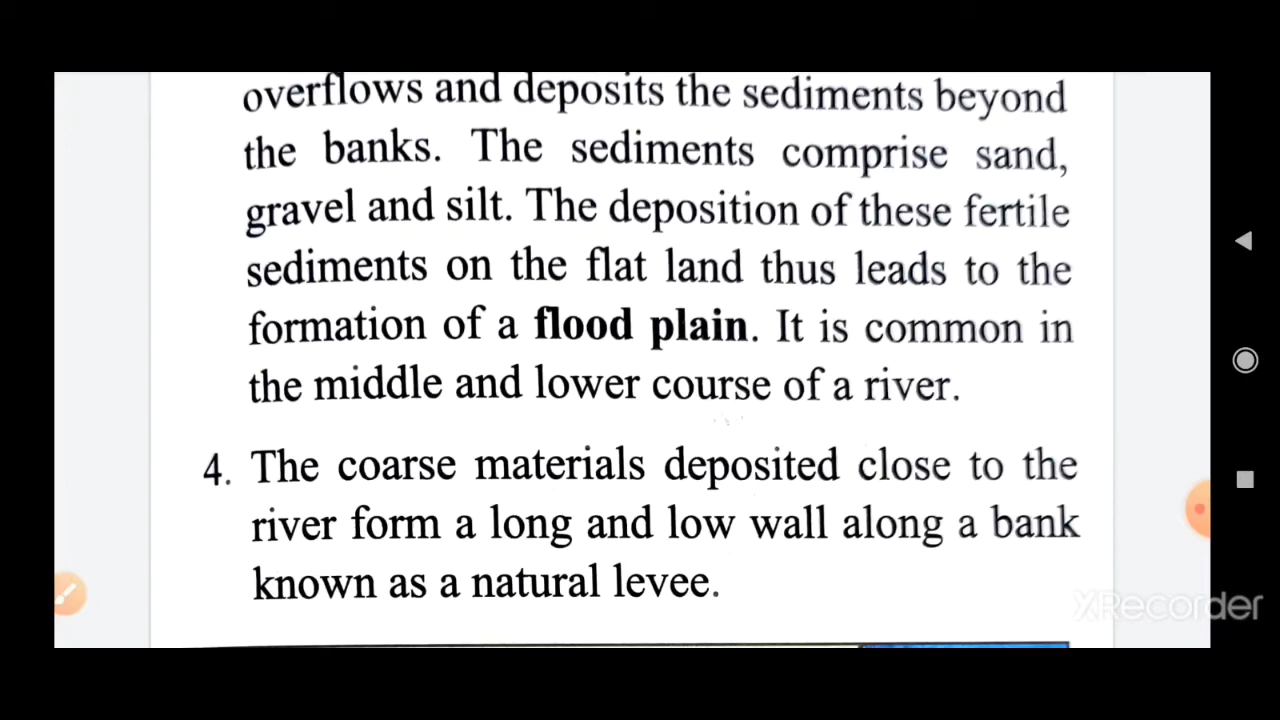 overflows and deposits the sediments beyond
the banks. The sediments comprise sand,
gravel and silt. The deposition of these fertile
sediments on the flat land thus leads to the
formation of a flood plain. It is common in
the middle and lower course of a river.
4. The coarse materials deposited close to the
river form a long and low wall along a bank
known as a natural levee.
XRecorder